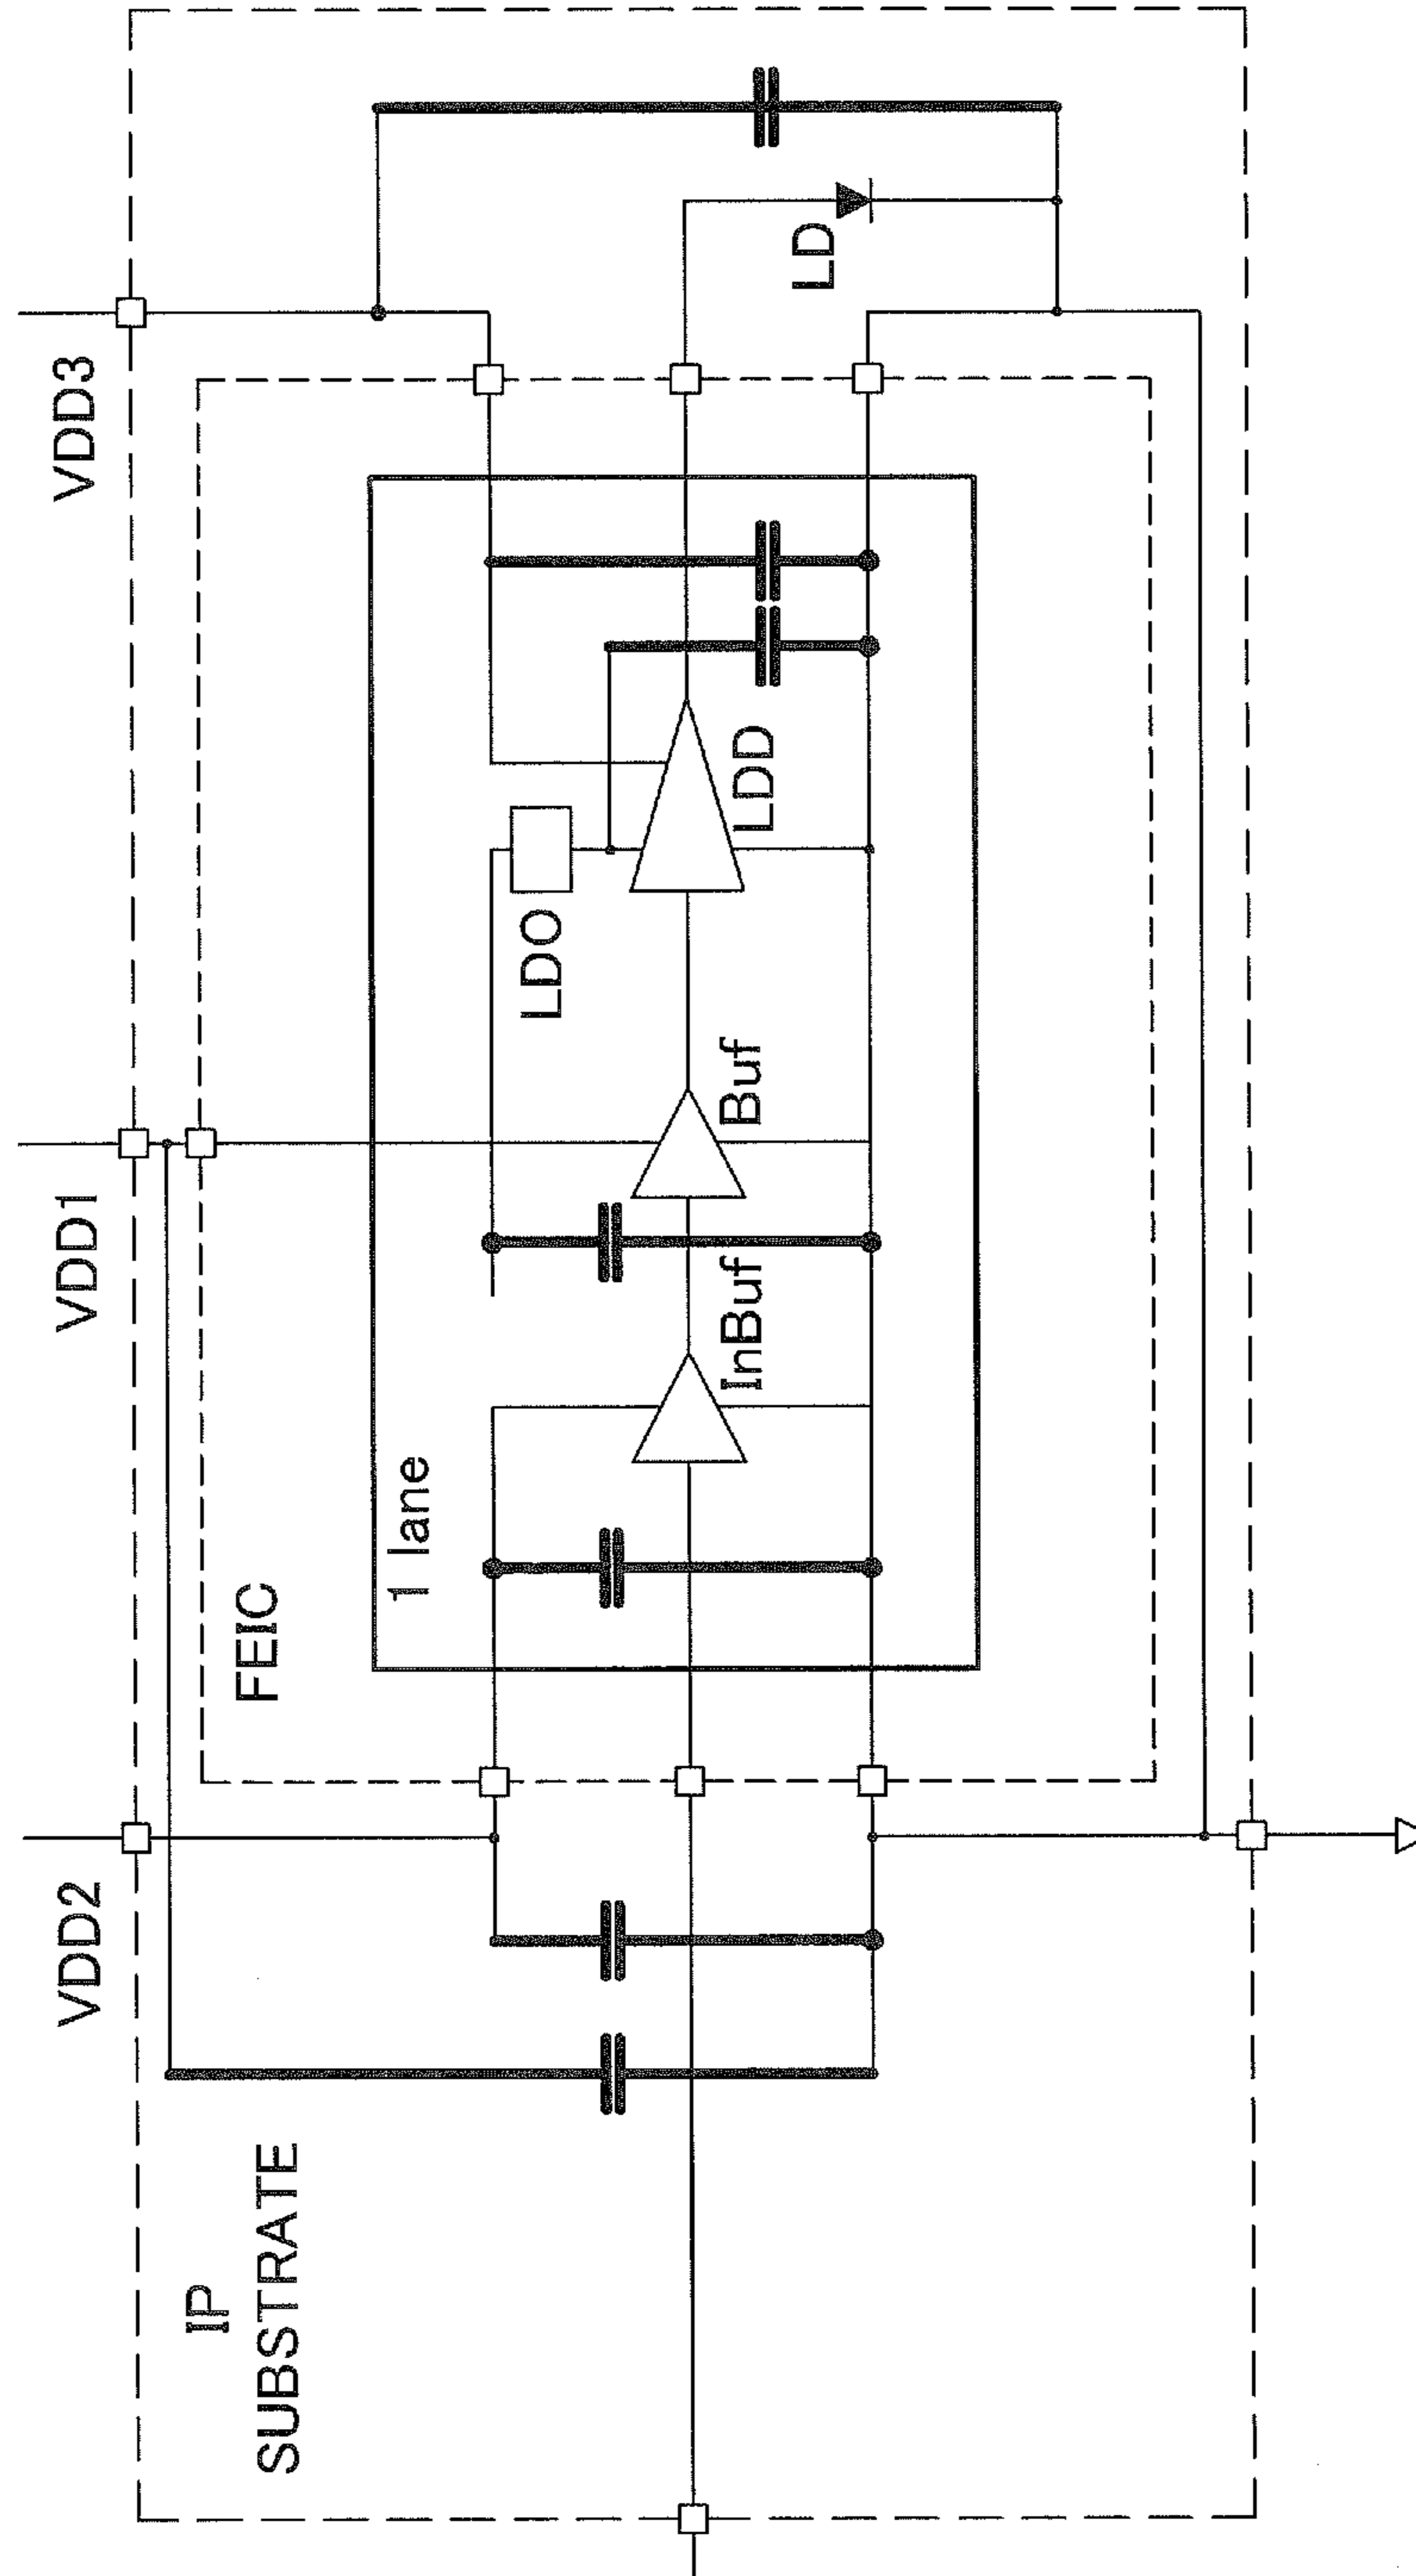 VDD2
VDD1
VDD3
IP
SUBSTRATE
FEIC
1 lane
InBuf
Buf
LDO
LDD
LD